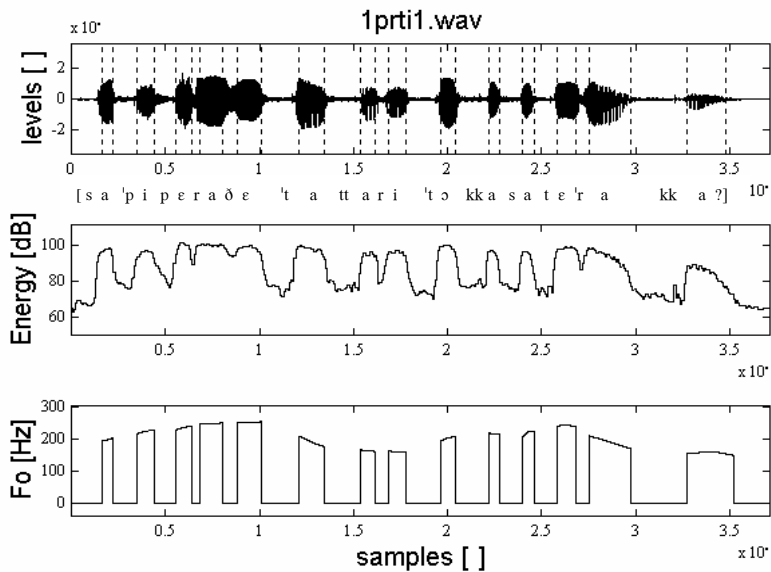 1prti1.wav
x 10⁴
levels [ ]
2
0
-2
0 0.5 1 1.5 2 2.5 3 3.5
x 10⁴
[ s a ˈp i p ɛ r a ð ɛ ˈt a tt a r i ˈt ɔ kk a s a t ɛ ˈr a kk a ?]
Energy [dB]
100
80
60
0.5 1 1.5 2 2.5 3 3.5
x 10⁴
Fo [Hz]
300
200
100
0
0.5 1 1.5 2 2.5 3 3.5
x 10⁴
samples [ ]